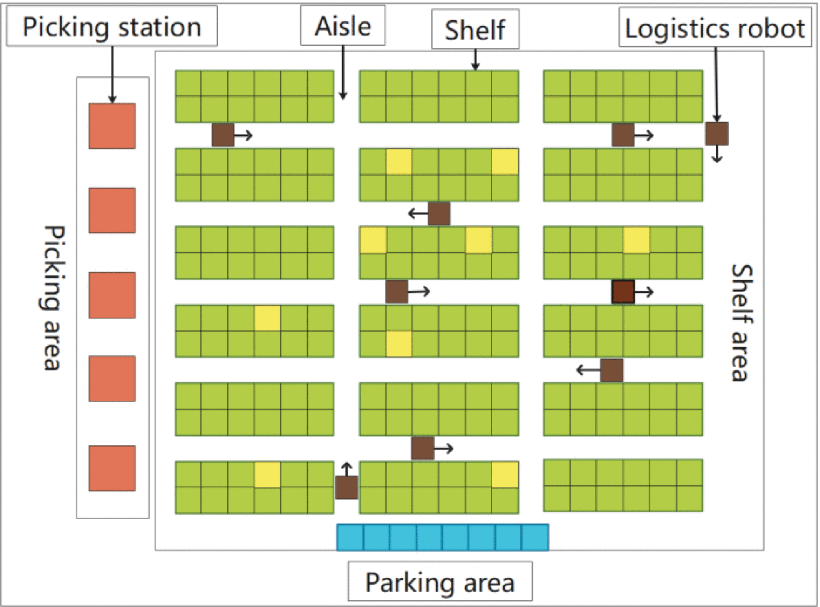 Picking station
Aisle
Shelf
Logistics robot
Picking area
Shelf area
Parking area